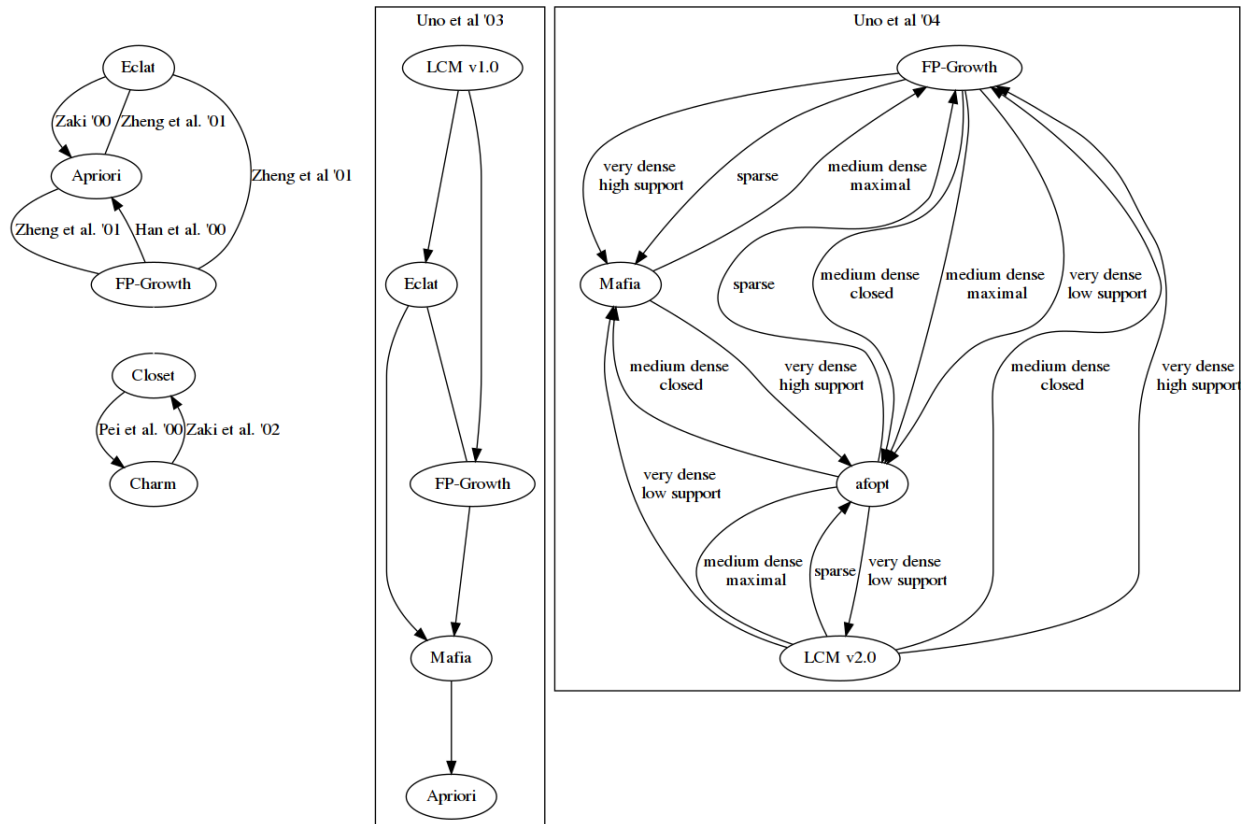 Eclat
Zaki '00
Zheng et al. '01
Apriori
Zheng et al '01
Zheng et al. '01
Han et al. '00
FP-Growth
Closet
Pei et al. '00
Zaki et al. '02
Charm
Uno et al '03
LCM v1.0
Eclat
FP-Growth
Mafia
Apriori
Uno et al '04
FP-Growth
very dense
high support
sparse
medium dense
maximal
Mafia
sparse
medium dense
closed
medium dense
maximal
very dense
low support
medium dense
closed
very dense
high support
medium dense
closed
very dense
high support
very dense
low support
afopt
medium dense
maximal
sparse
very dense
low support
LCM v2.0